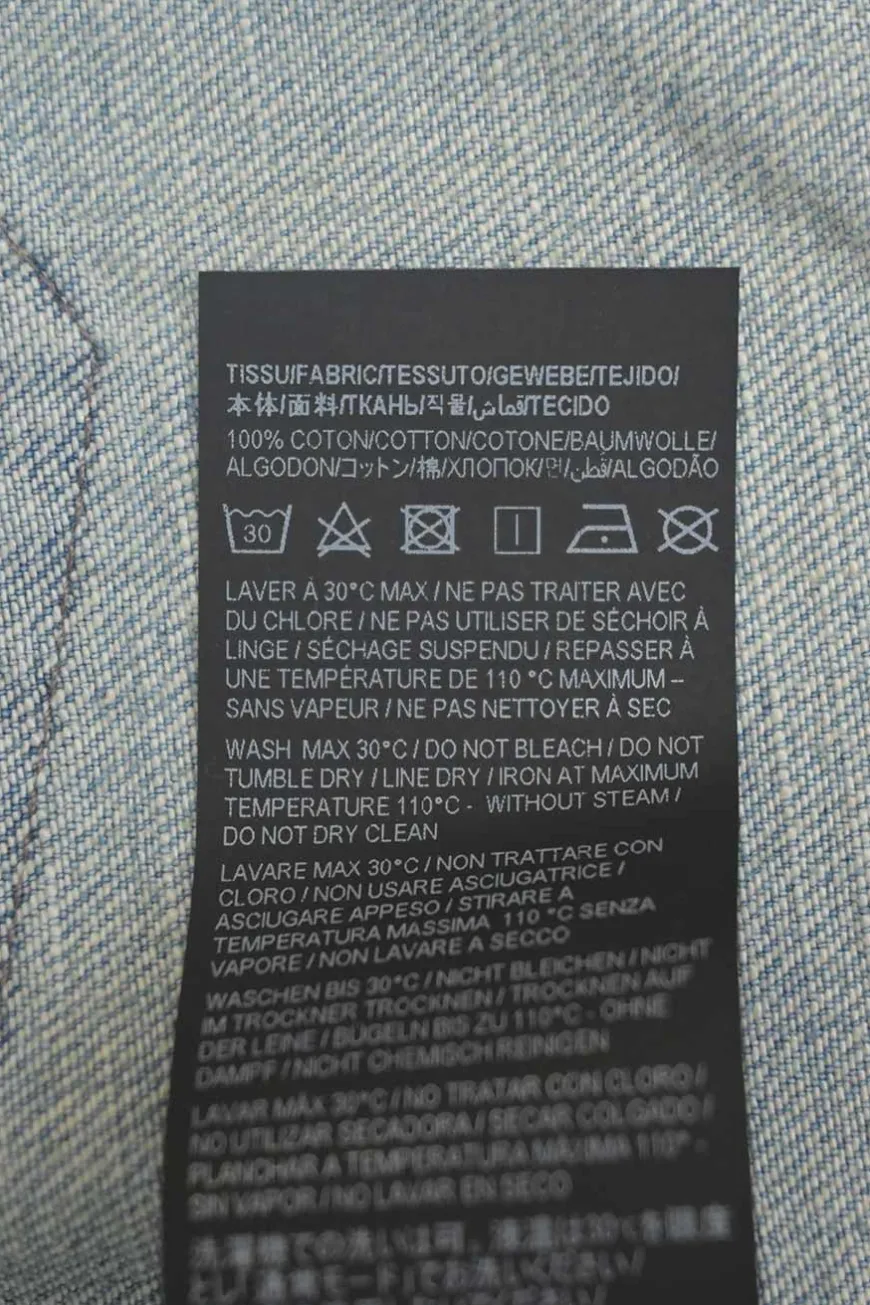 TISSU/FABRIC/TESSUTO/GEWEBE/TEJIDO/
本体/面料/ТКАНЬ/직물/قماش/TECIDO
100% COTON/COTTON/COTONE/BAUMWOLLE/
ALGODON/コットン/棉/ХЛОПОК/면/قطن/ALGODÃO
30
LAVER À 30°C MAX / NE PAS TRAITER AVEC
DU CHLORE / NE PAS UTILISER DE SÉCHOIR À
LINGE / SÉCHAGE SUSPENDU / REPASSER À
UNE TEMPÉRATURE DE 110 °C MAXIMUM –
SANS VAPEUR / NE PAS NETTOYER À SEC
WASH MAX 30°C / DO NOT BLEACH / DO NOT
TUMBLE DRY / LINE DRY / IRON AT MAXIMUM
TEMPERATURE 110°C - WITHOUT STEAM /
DO NOT DRY CLEAN
LAVARE MAX 30°C / NON TRATTARE CON
CLORO / NON USARE ASCIUGATRICE /
ASCIUGARE APPESO / STIRARE A
TEMPERATURA MASSIMA 110 °C SENZA
VAPORE / NON LAVARE A SECCO
WASCHEN BIS 30°C / NICHT BLEICHEN / NICHT
IM TROCKNER TROCKNEN / TROCKNEN AUF
DER LEINE / BÜGELN BIS ZU 110°C - OHNE
DAMPF / NICHT CHEMISCH REINIGEN
LAVAR MÁX 30°C / NO TRATAR CON CLORO /
NO UTILIZAR SECADORA / SECAR COLGADO /
PLANCHAR A TEMPERATURA MÁXIMA 110° -
SIN VAPOR / NO LAVAR EN SECO